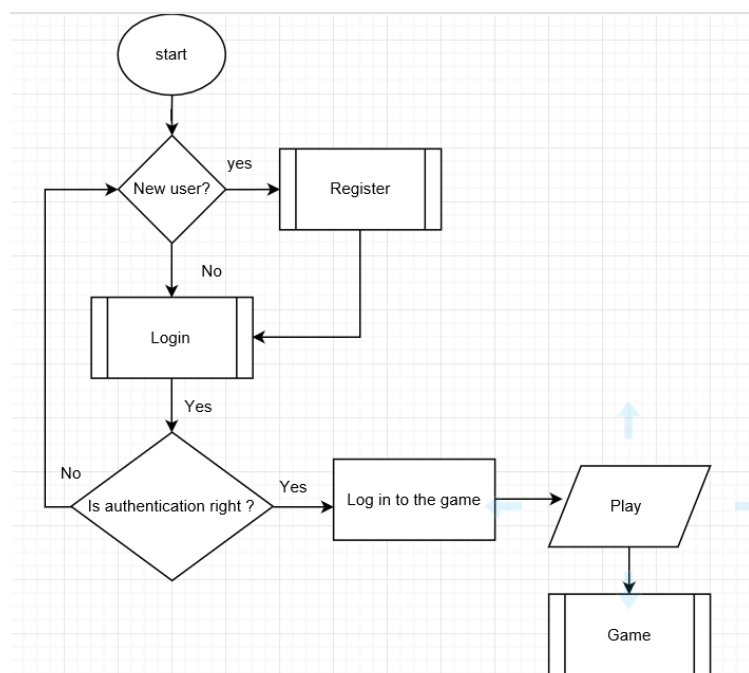 start
New user?
yes
Register
No
Login
Yes
No
Is authentication right ?
Yes
Log in to the game
Play
Game